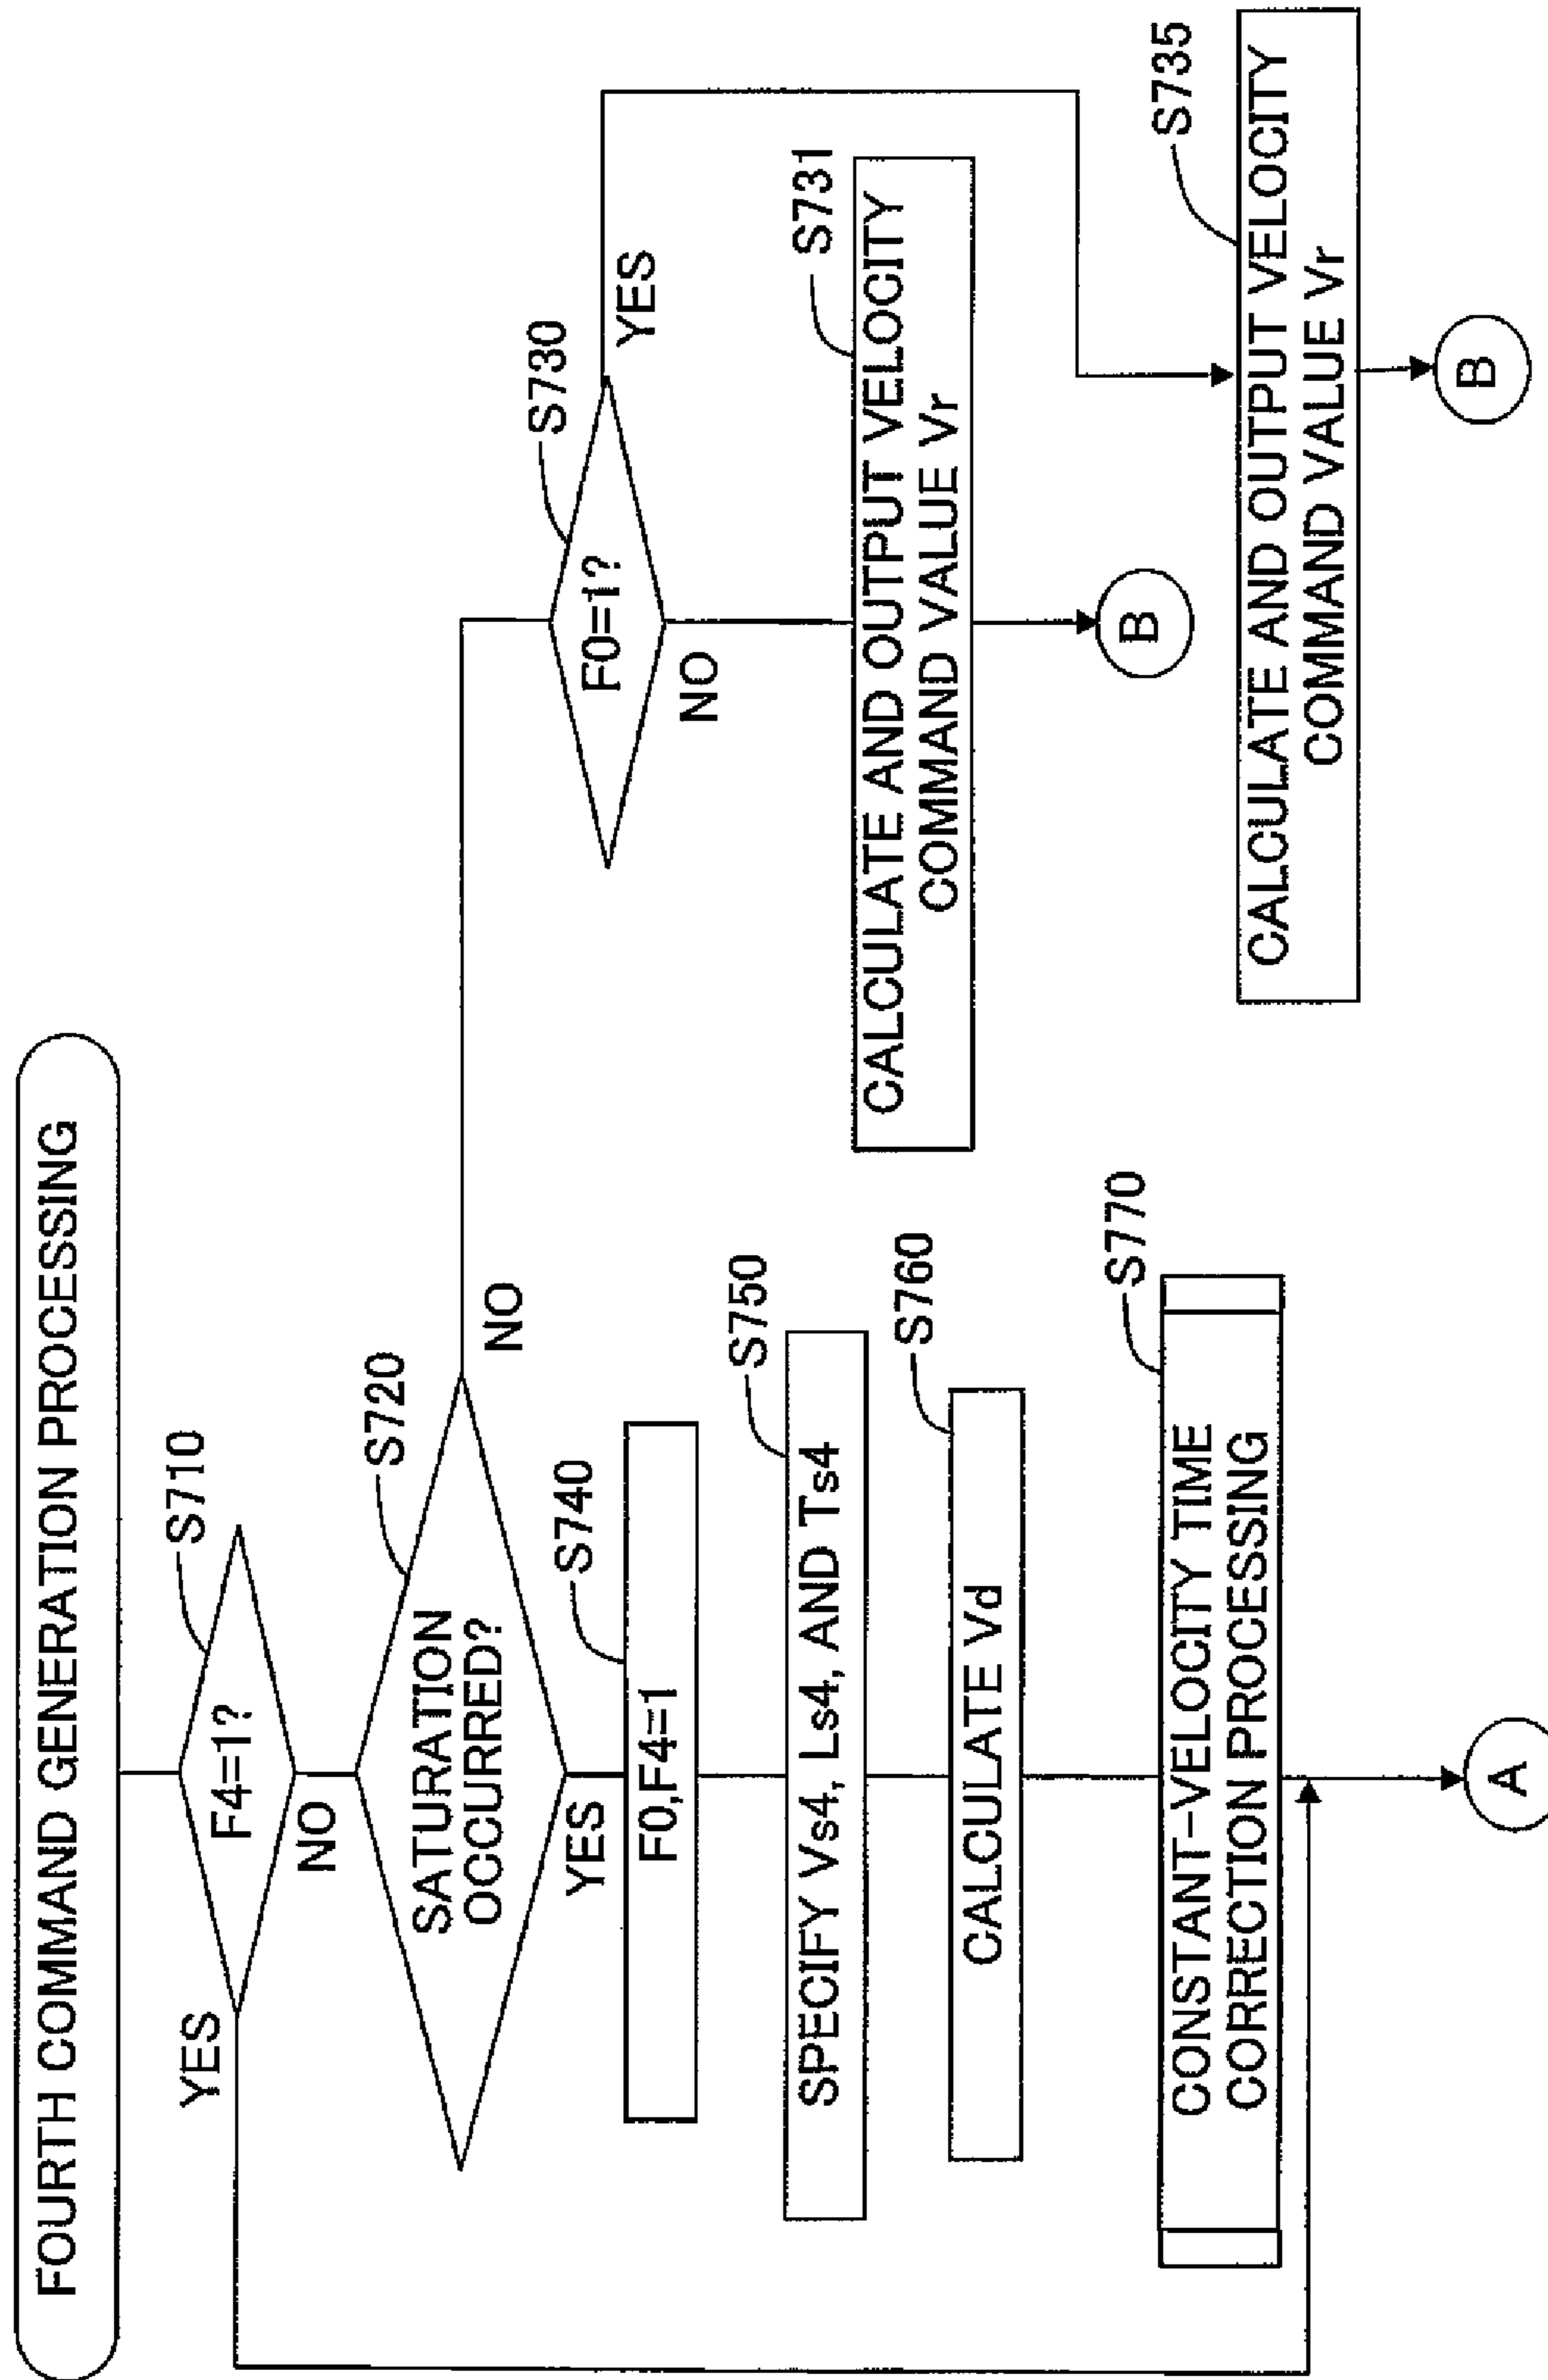 FOURTH COMMAND GENERATION PROCESSING
S710
F4=1?
YES
NO
S720
SATURATION
OCCURRED?
NO
YES
S730
F0=1?
YES
NO
S731
CALCULATE AND OUTPUT VELOCITY
COMMAND VALUE Vr
B
S735
CALCULATE AND OUTPUT VELOCITY
COMMAND VALUE Vr
B
S740
F0,F4=1
S750
SPECIFY Vs4, Ls4, AND Ts4
S760
CALCULATE Vd
S770
CONSTANT-VELOCITY TIME
CORRECTION PROCESSING
A